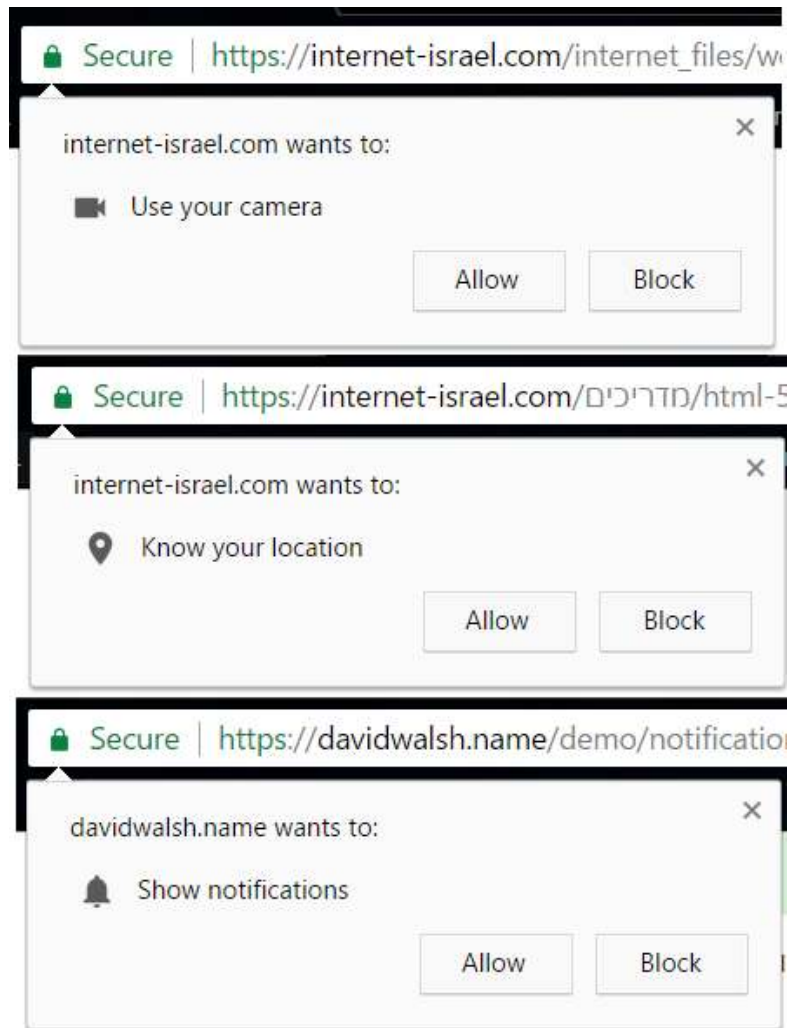 Secure | https://internet-israel.com/internet_files/w
internet-israel.com wants to:
Use your camera
Allow Block
Secure | https://internet-israel.com/מדריכים/html-5
internet-israel.com wants to:
Know your location
Allow Block
Secure | https://davidwalsh.name/demo/notification
davidwalsh.name wants to:
Show notifications
Allow Block